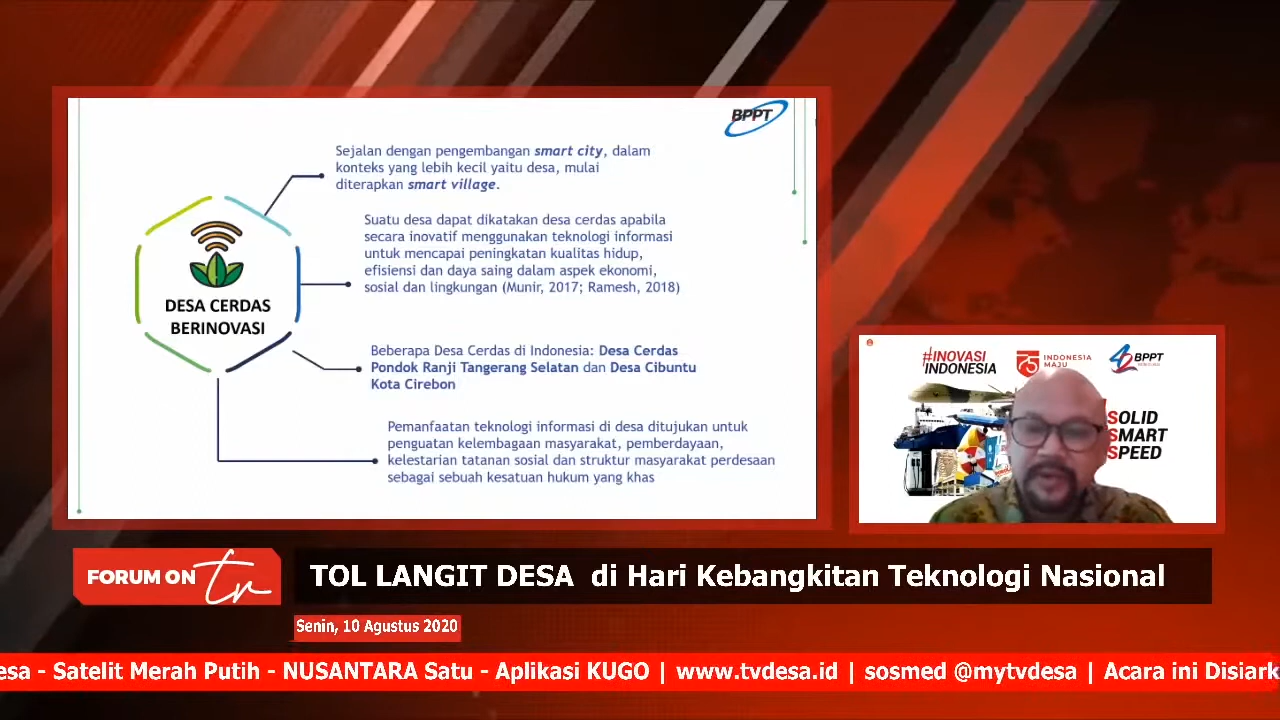 BPPT
Sejalan dengan pengembangan smart city, dalam
konteks yang lebih kecil yaitu desa, mulai
diterapkan smart village.
Suatu desa dapat dikatakan desa cerdas apabila
secara inovatif menggunakan teknologi informasi
untuk mencapai peningkatan kualitas hidup,
efisiensi dan daya saing dalam aspek ekonomi,
sosial dan lingkungan (Munir, 2017; Ramesh, 2018)
DESA CERDAS
BERINOVASI
Beberapa Desa Cerdas di Indonesia: Desa Cerdas
Pondok Ranji Tangerang Selatan dan Desa Cibuntu
Kota Cirebon
Pemanfaatan teknologi informasi di desa ditujukan untuk
penguatan kelembagaan masyarakat, pemberdayaan,
kelestarian tatanan sosial dan struktur masyarakat perdesaan
sebagai sebuah kesatuan hukum yang khas
#INOVASI
INDONESIA
75 INDONESIA
MAJU
42 BPPT
SOLID
SMART
SPEED
FORUM ON tv
TOL LANGIT DESA di Hari Kebangkitan Teknologi Nasional
Senin, 10 Agustus 2020
esa - Satelit Merah Putih - NUSANTARA Satu - Aplikasi KUGO | www.tvdesa.id | sosmed @mytvdesa | Acara ini Disiark